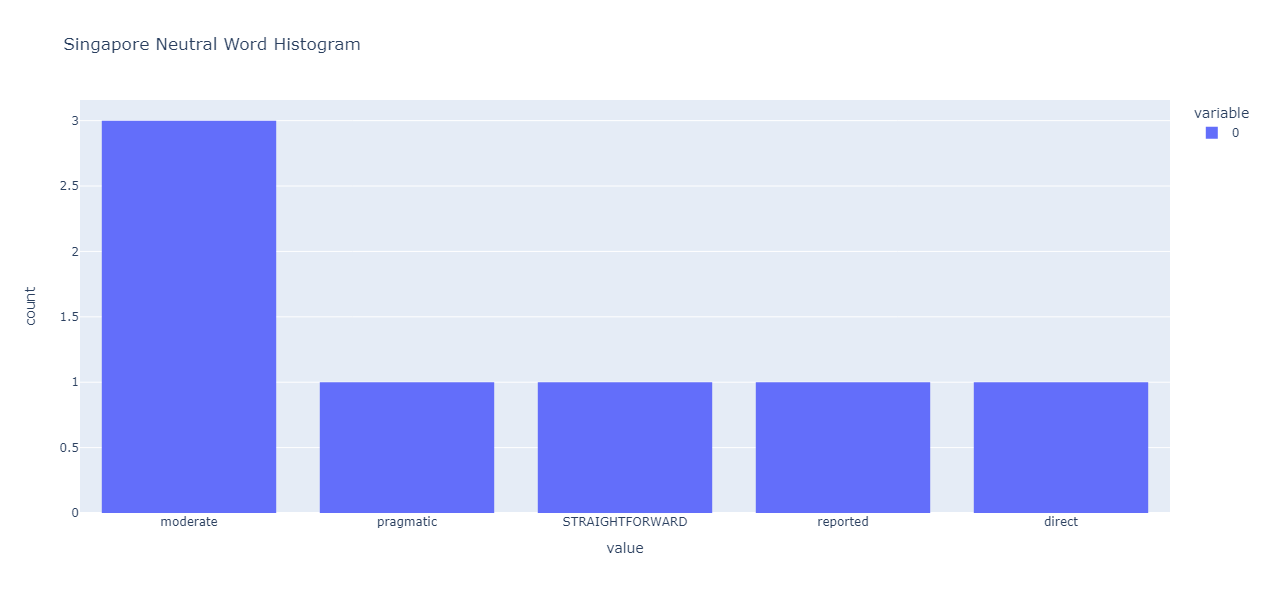 Singapore Neutral Word Histogram
variable
0
count
3
2.5
2
1.5
1
0.5
0
moderate
pragmatic
STRAIGHTFORWARD
reported
direct
value